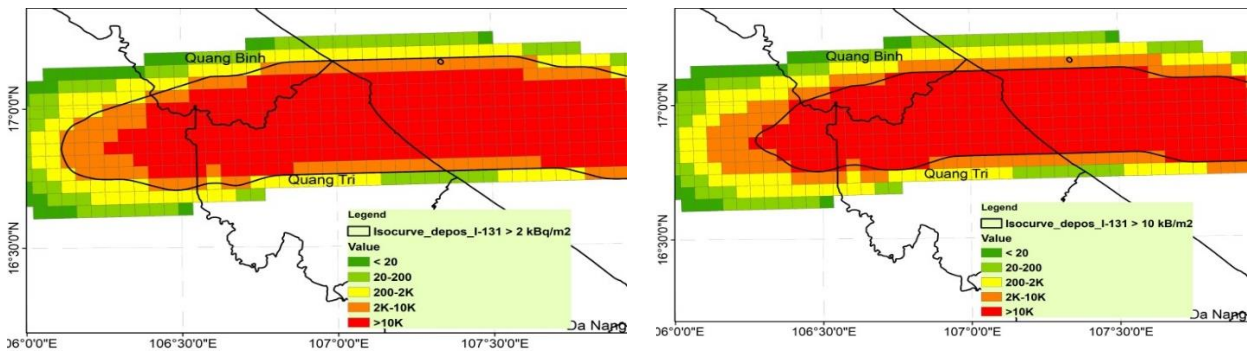 Quang Binh
17°0'0"N
Quang Tri
16°30'0"N
Legend
Isocurve_depos_I-131 > 2 kBq/m2
Value
< 20
20-200
200-2K
2K-10K
>10K
Da Nang
06°0'0"E
106°30'0"E
107°0'0"E
107°30'0"E
Quang Binh
17°0'0"N
Quang Tri
16°30'0"N
Legend
Isocurve_depos_I-131 > 10 kB/m2
Value
< 20
20-200
200-2K
2K-10K
>10K
Da Nang
06°0'0"E
106°30'0"E
107°0'0"E
107°30'0"E